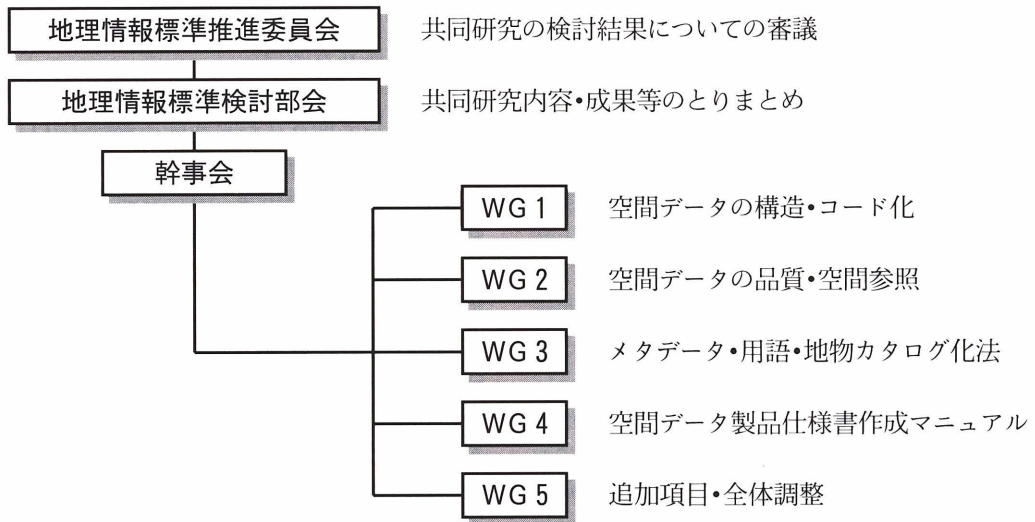 地理情報標準推進委員会 共同研究の検討結果についての審議
地理情報標準検討部会 共同研究内容・成果等のとりまとめ
幹事会
WG 1 空間データの構造・コード化
WG 2 空間データの品質・空間参照
WG 3 メタデータ・用語・地物カタログ化法
WG 4 空間データ製品仕様書作成マニュアル
WG 5 追加項目・全体調整